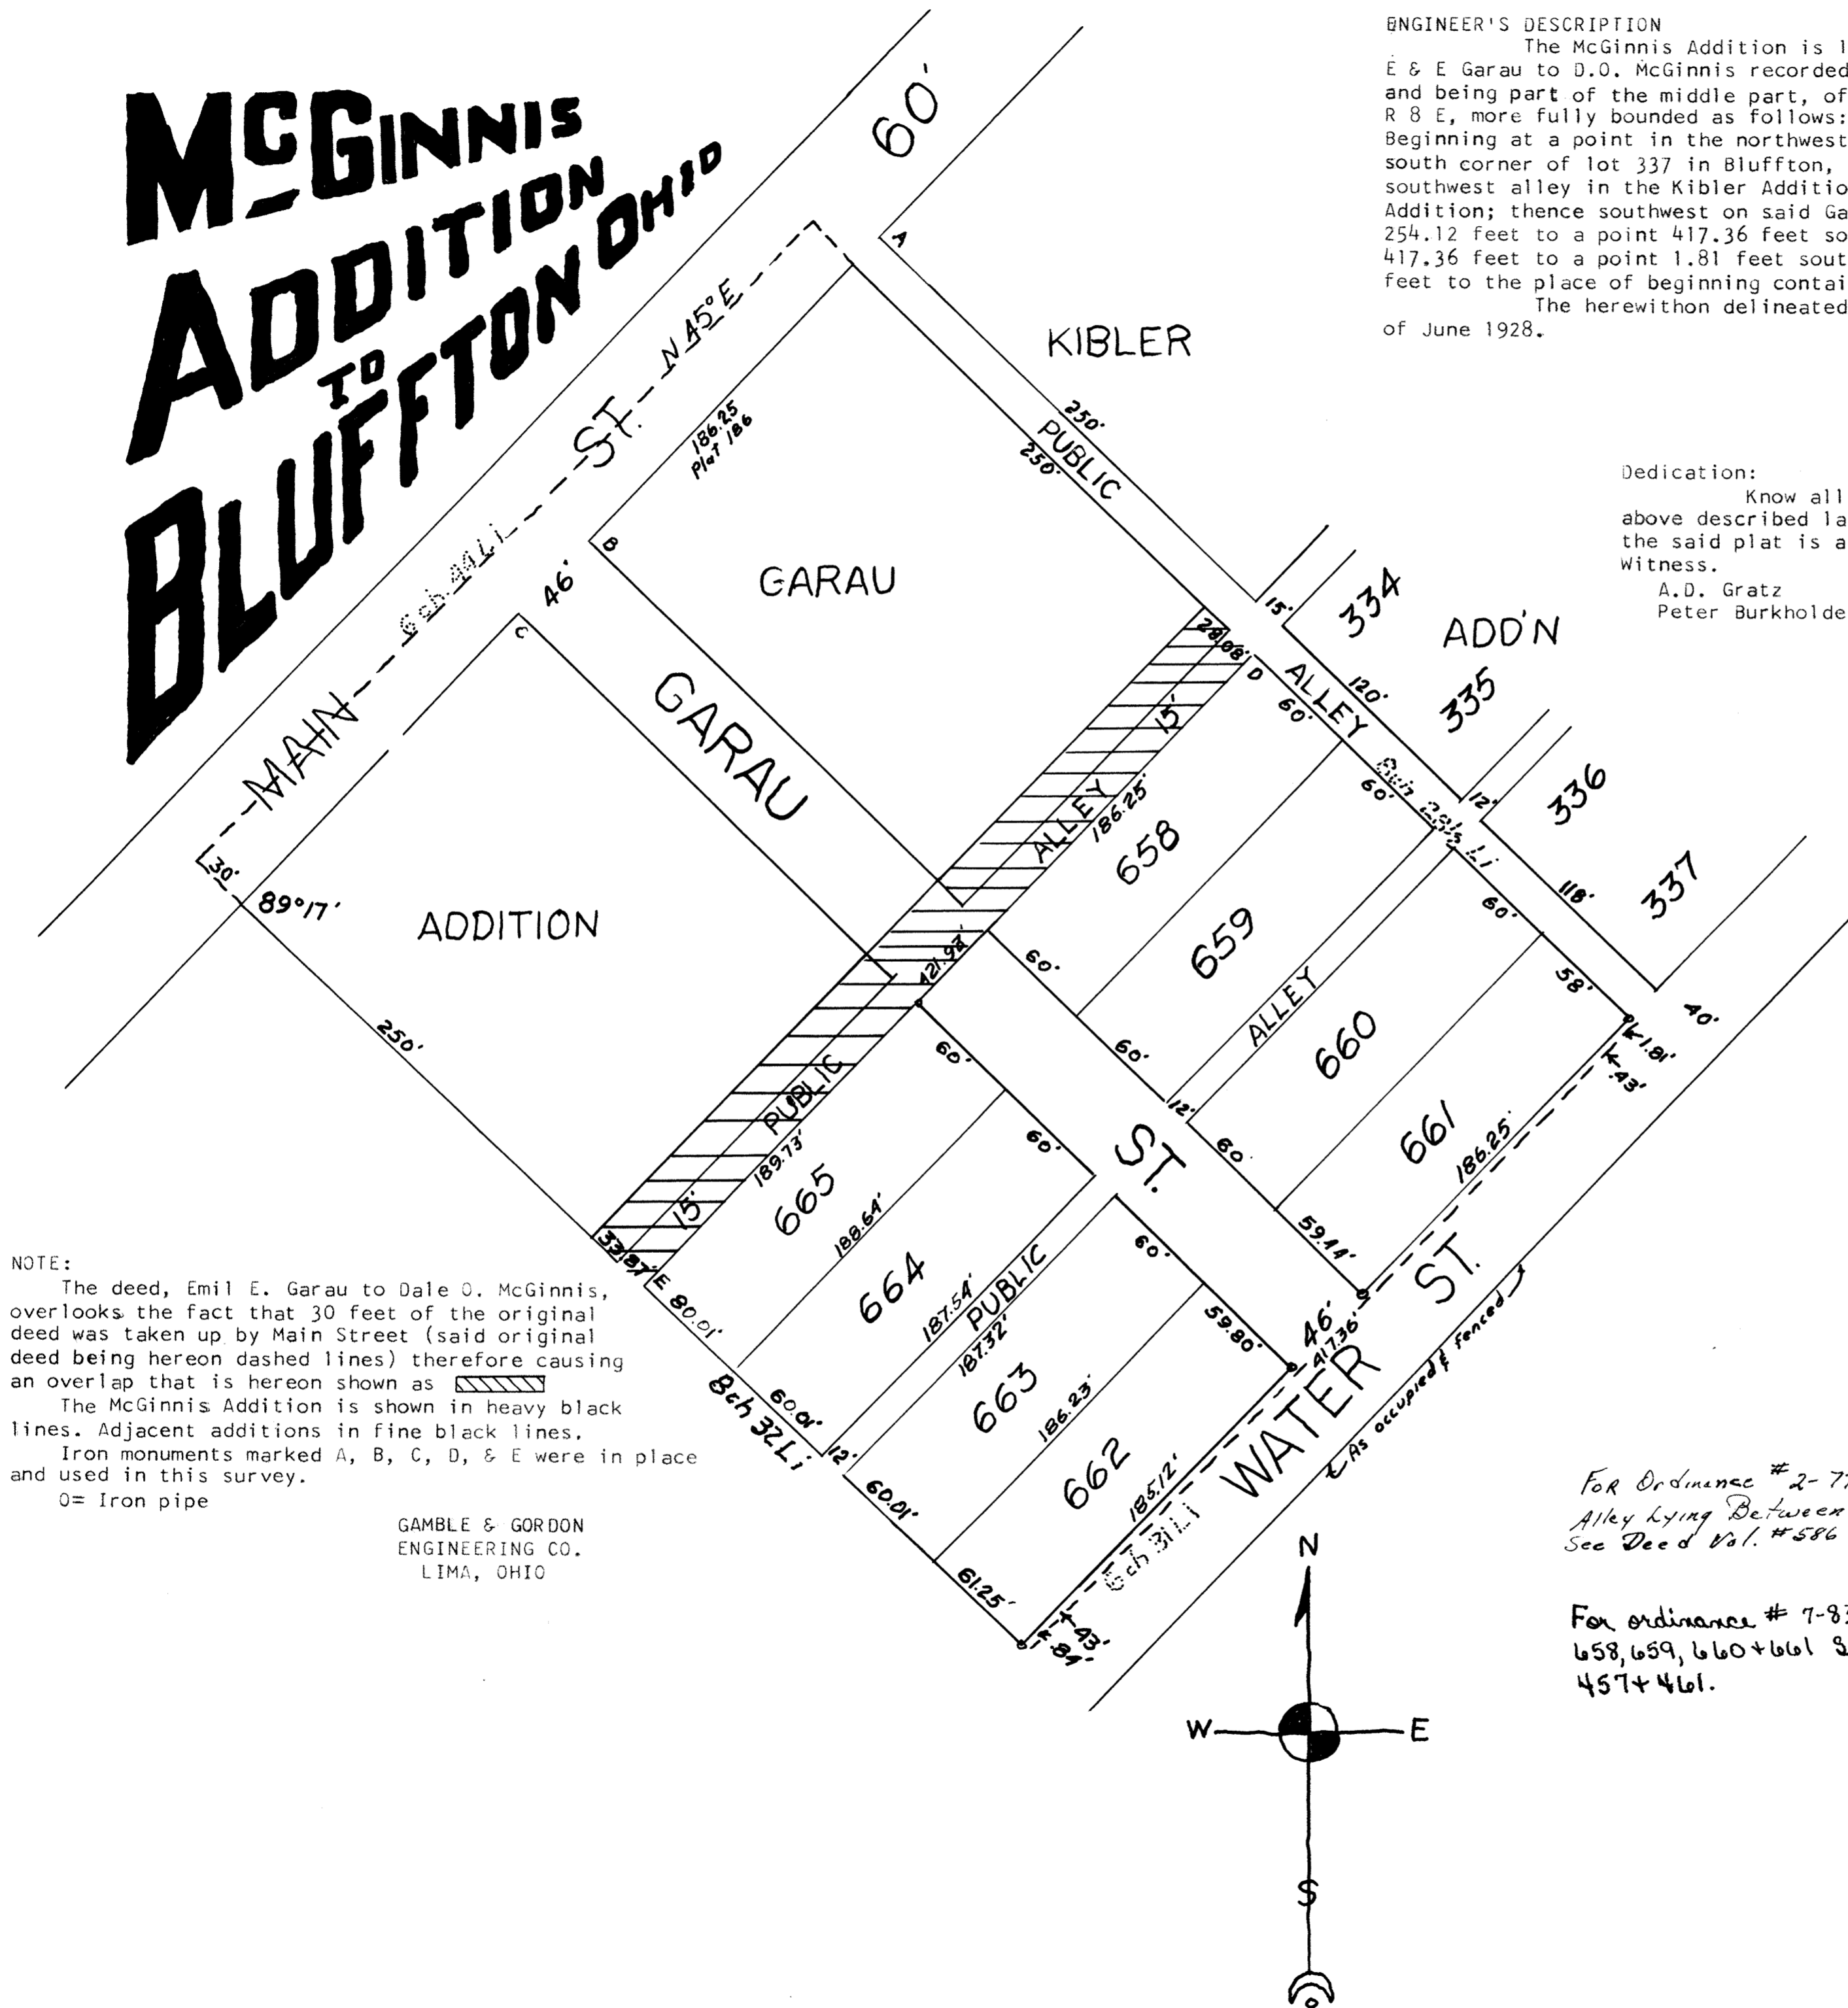 McGINNIS
ADDITION
TO
BLUFFTON OHIO
ENGINEER'S DESCRIPTION
The McGinnis Addition is l
E & E Garau to D.O. McGinnis recorded
and being part of the middle part, of
R 8 E, more fully bounded as follows:
Beginning at a point in the northwest
south corner of lot 337 in Bluffton,
southwest alley in the Kibler Additio
Addition; thence southwest on said Ga
254.12 feet to a point 417.36 feet so
417.36 feet to a point 1.81 feet sout
feet to the place of beginning contai
The herewithon delineated
of June 1928.
Dedication:
Know all
above described la
the said plat is a
Witness.
A.D. Gratz
Peter Burkholde
60'
A
KIBLER
N 45°E
MAIN ST.
6 ch. 44 Li
186.25
Plat 186
250'
PUBLIC
250'
B
46'
C
GARAU
GARAU
ST.
30'
89°17'
ADDITION
250'
15'
334
ADD'N
28.08'
D
ALLEY
120'
335
60'
60'
12'
336
118'
337
60'
58'
40'
1.81'
.43'
15'
ALLEY
186.25'
658
659
ALLEY
660
661
186.25'
421.92'
60'
60'
12'
60
59.44'
60'
60'
60'
59.80'
46'
417.36'
WATER ST.
As occupied & fenced
PUBLIC
189.73'
15'
665
188.64'
664
187.54'
PUBLIC
187.32'
663
186.23'
662
185.12'
6ch 31 Li
33.87'
E
80.01'
60.01'
8ch 32 Li
12'
60.01'
61.25'
.43'
.84'
NOTE:
The deed, Emil E. Garau to Dale O. McGinnis,
overlooks the fact that 30 feet of the original
deed was taken up by Main Street (said original
deed being hereon dashed lines) therefore causing
an overlap that is hereon shown as
The McGinnis Addition is shown in heavy black
lines. Adjacent additions in fine black lines.
Iron monuments marked A, B, C, D, & E were in place
and used in this survey.
O= Iron pipe
GAMBLE & GORDON
ENGINEERING CO.
LIMA, OHIO
FOR Ordinance # 2-77
Alley Lying Between
See Deed Vol. #586
For ordinance # 7-83
658, 659, 660 + 661 S
457 + 461.
N
W
E
S